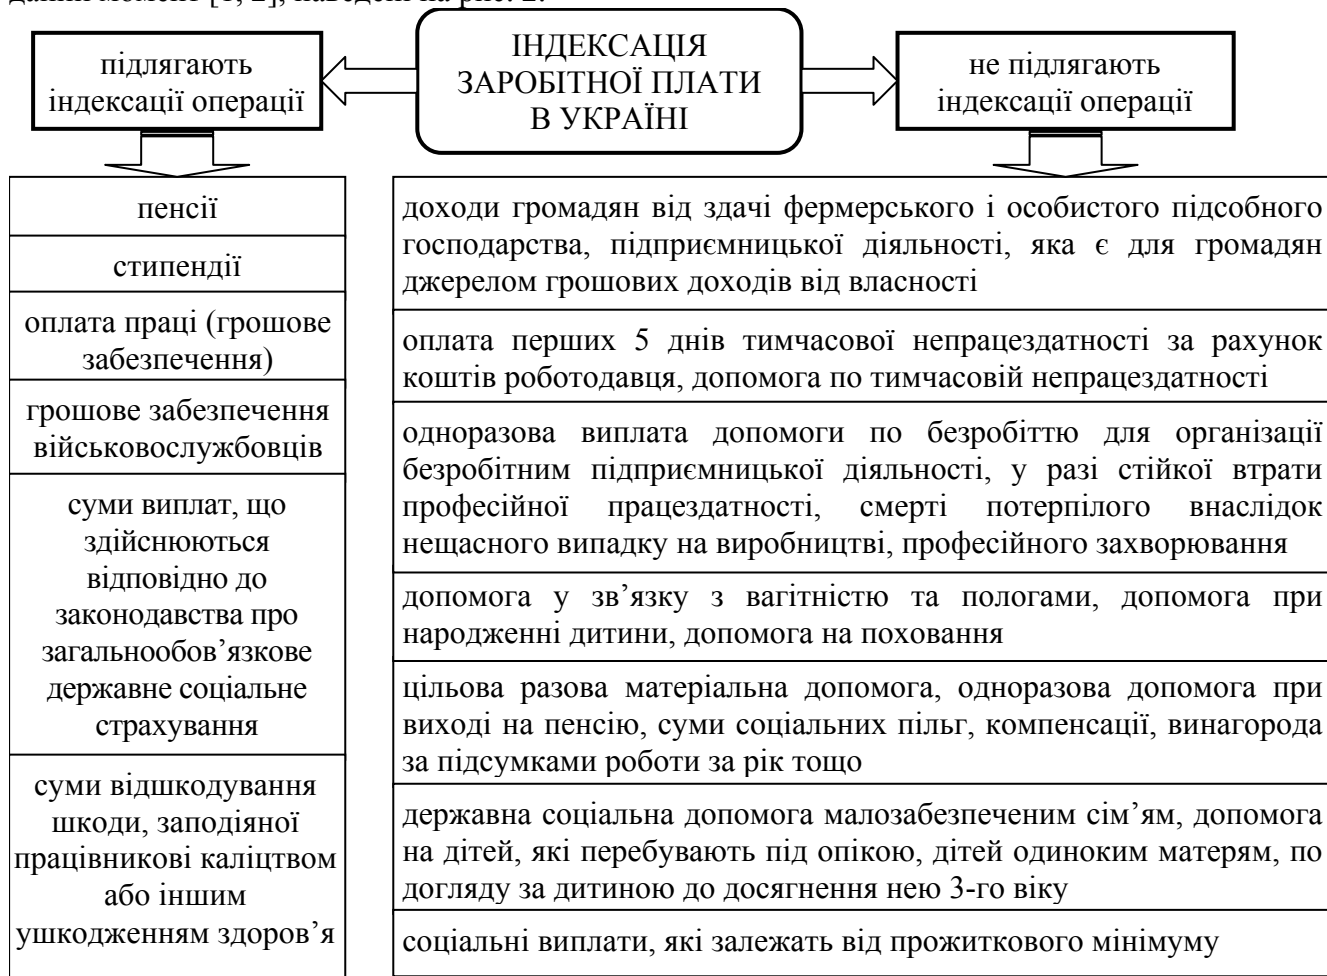 даний момент [1, 2], наведені на рис. 2.
підлягають
індексації операції
ІНДЕКСАЦІЯ
ЗАРОБІТНОЇ ПЛАТИ
В УКРАЇНІ
не підлягають
індексації операції
пенсії
стипендії
оплата праці (грошове
забезпечення)
грошове забезпечення
військовослужбовців
суми виплат, що
здійснюються
відповідно до
законодавства про
загальнообов’язкове
державне соціальне
страхування
суми відшкодування
шкоди, заподіяної
працівникові каліцтвом
або іншим
ушкодженням здоров’я
доходи громадян від здачі фермерського і особистого підсобного
господарства, підприємницької діяльності, яка є для громадян
джерелом грошових доходів від власності
оплата перших 5 днів тимчасової непрацездатності за рахунок
коштів роботодавця, допомога по тимчасовій непрацездатності
одноразова виплата допомоги по безробіттю для організації
безробітним підприємницької діяльності, у разі стійкої втрати
професійної працездатності, смерті потерпілого внаслідок
нещасного випадку на виробництві, професійного захворювання
допомога у зв’язку з вагітністю та пологами, допомога при
народженні дитини, допомога на поховання
цільова разова матеріальна допомога, одноразова допомога при
виході на пенсію, суми соціальних пільг, компенсації, винагорода
за підсумками роботи за рік тощо
державна соціальна допомога малозабезпеченим сім’ям, допомога
на дітей, які перебувають під опікою, дітей одиноким матерям, по
догляду за дитиною до досягнення нею 3-го віку
соціальні виплати, які залежать від прожиткового мінімуму